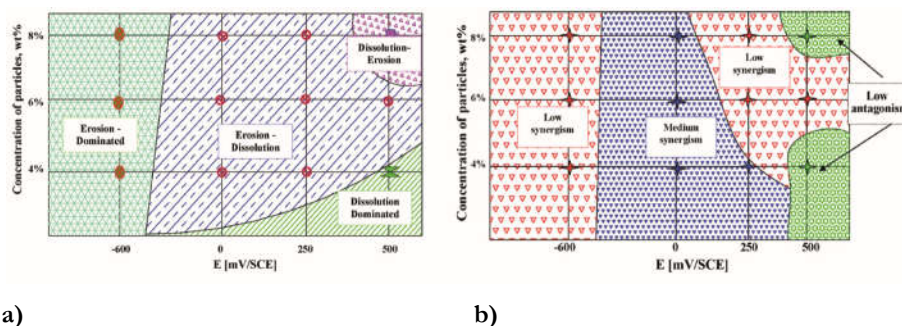 Concentration of particles, wt%
8%
6%
4%
Erosion -
Dominated
Erosion -
Dissolution
Dissolution-
Erosion
Dissolution
Dominated
-600
0
250
500
E [mV/SCE]
a)
Concentration of particles, wt%
8%
6%
4%
Low
synergism
Medium
synergism
Low
synergism
Low
antagonism
-600
0
250
500
E [mV/SCE]
b)